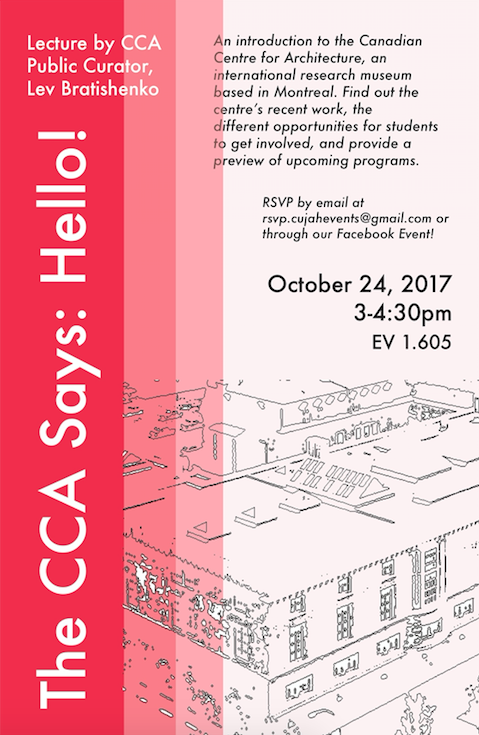 Lecture by CCA
Public Curator,
Lev Bratishenko
The CCA Says: Hello!
An introduction to the Canadian
Centre for Architecture, an
international research museum
based in Montreal. Find out the
centre's recent work, the
different opportunities for students
to get involved, and provide a
preview of upcoming programs.
RSVP by email at
rsvp.cujahevents@gmail.com or
through our Facebook Event!
October 24, 2017
3-4:30pm
EV 1.605